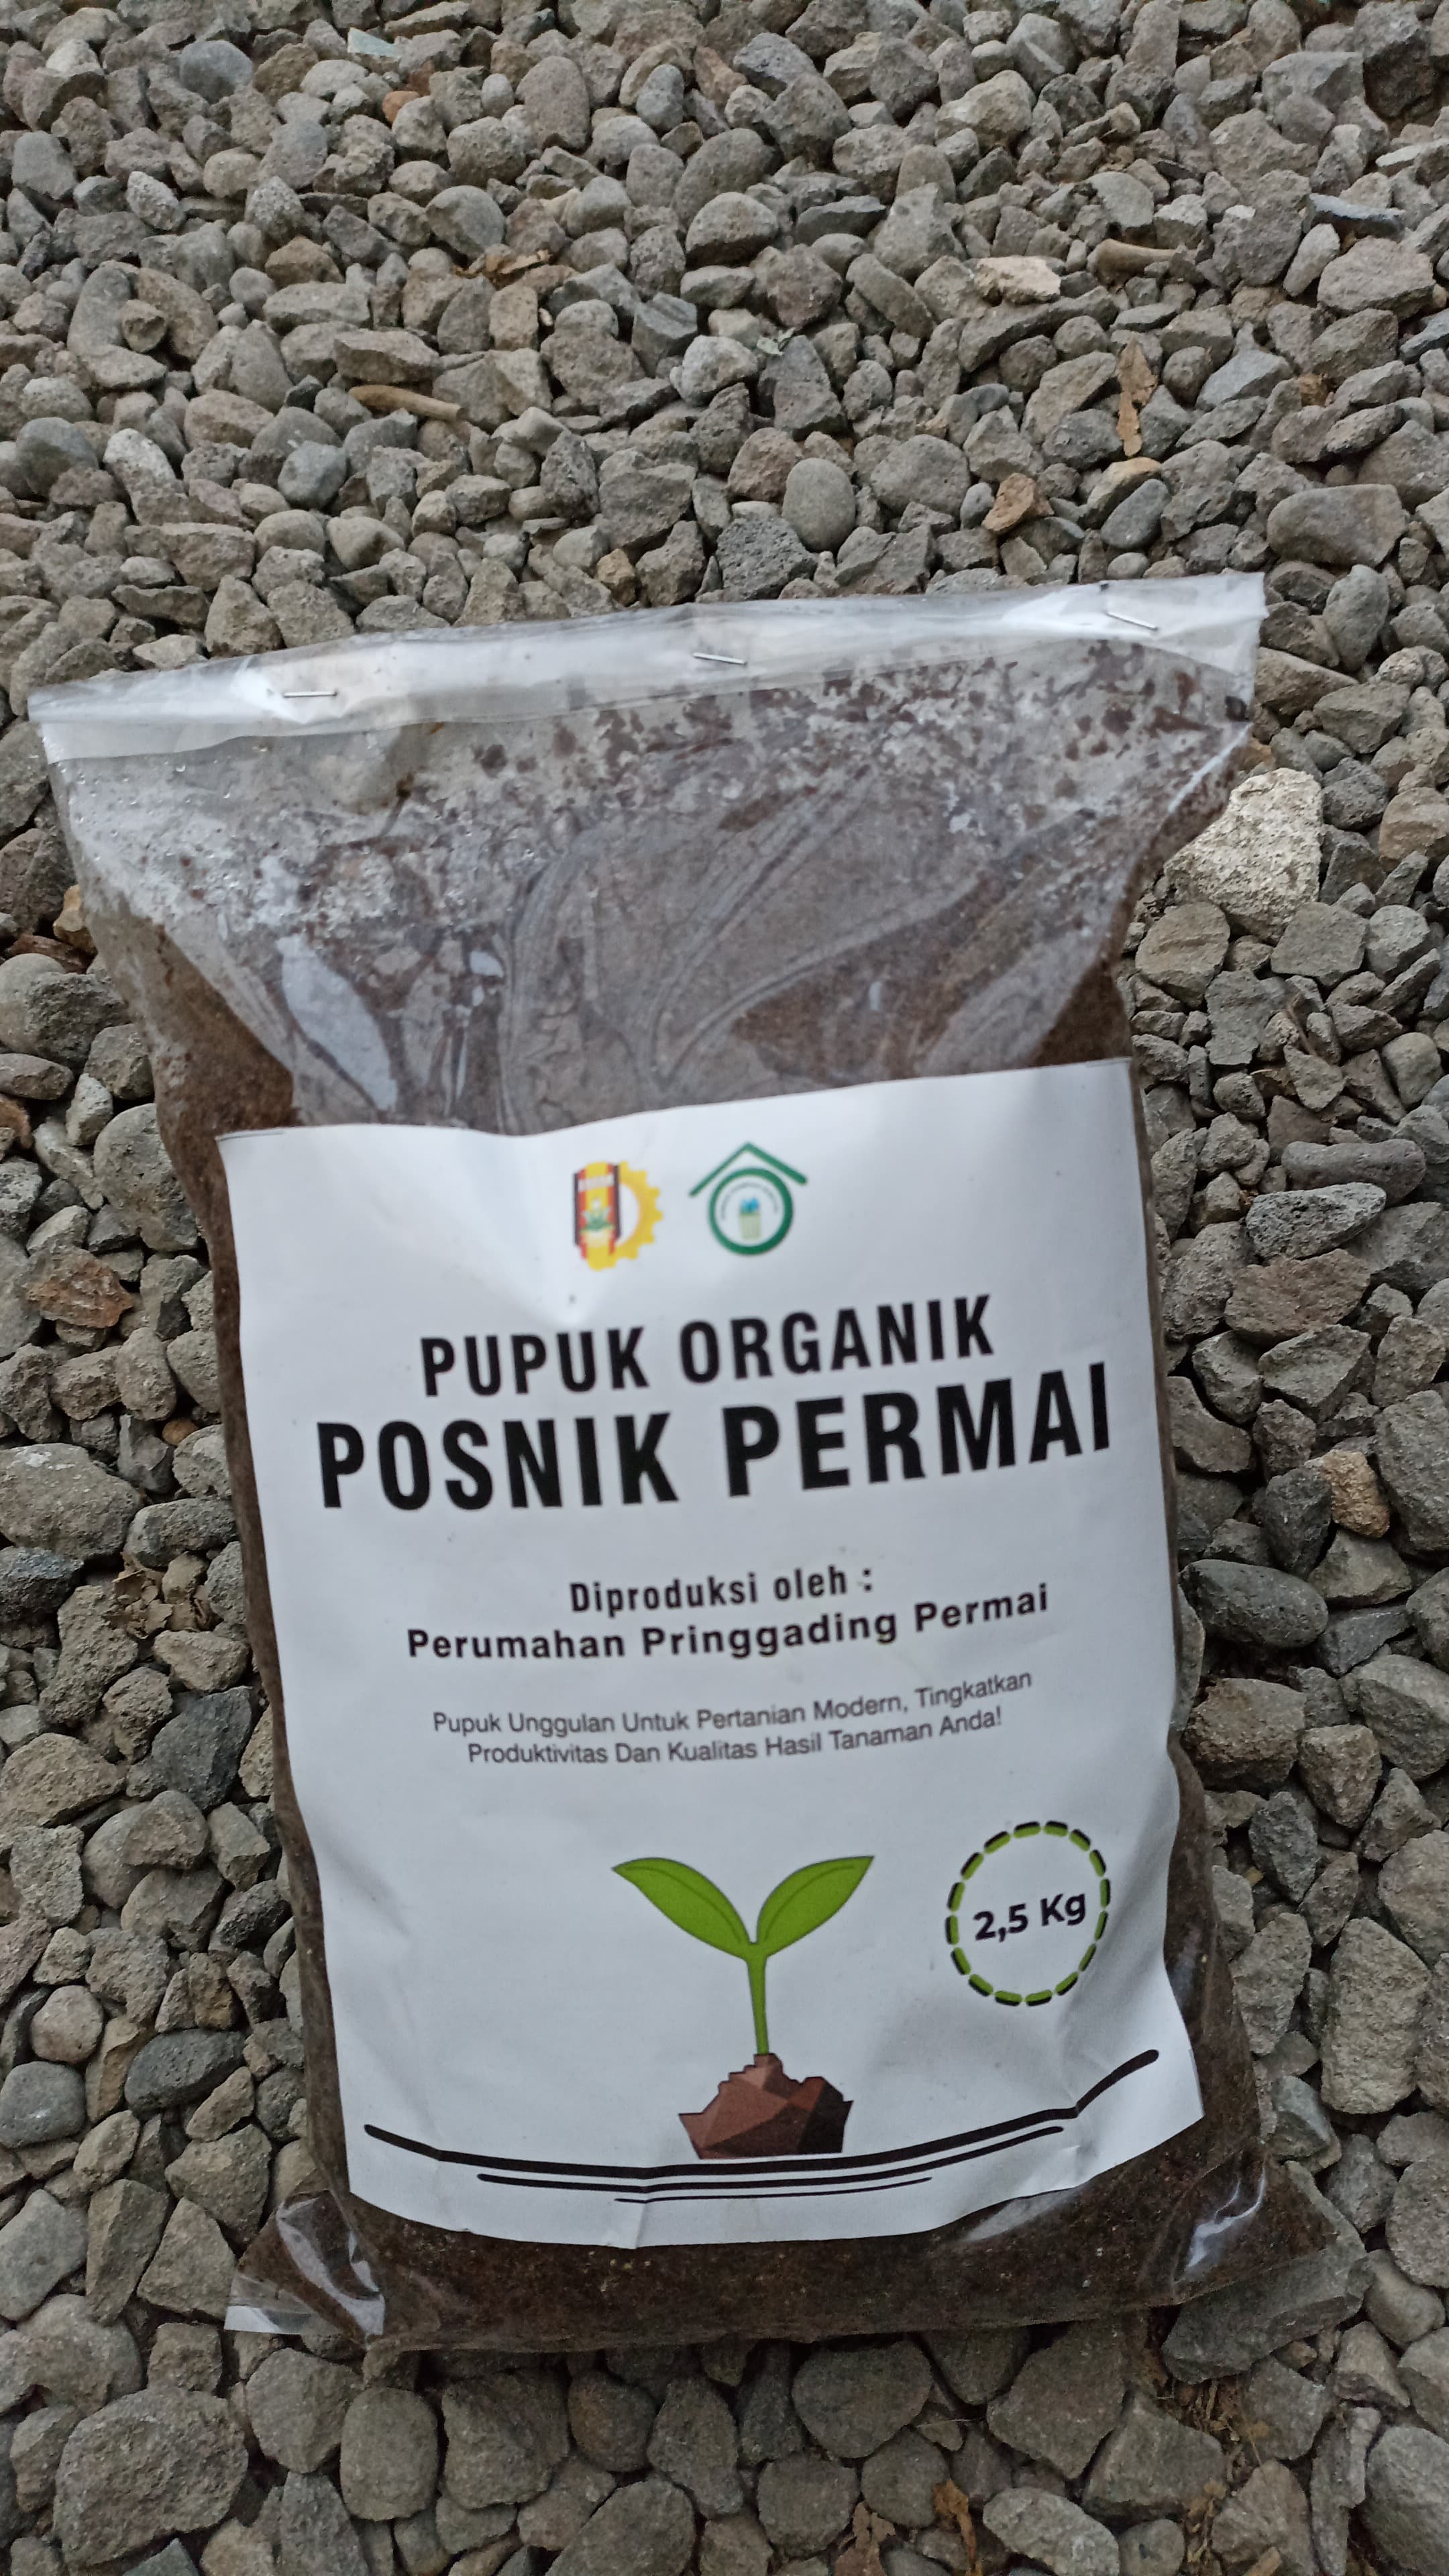 PUPUK ORGANIK
POSNIK PERMAI
Diproduksi oleh :
Perumahan Pringgading Permai
Pupuk Unggulan Untuk Pertanian Modern, Tingkatkan
Produktivitas Dan Kualitas Hasil Tanaman Anda!
2,5 Kg